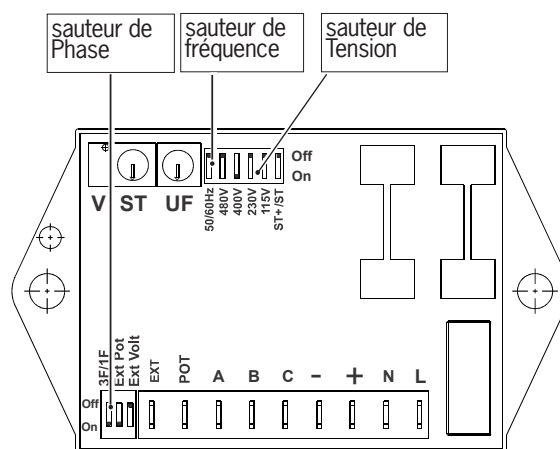 sauteur de
Phase
sauteur de
fréquence
sauteur de
Tension
Off
On
V ST UF
50/60Hz
480V
400V
230V
115V
ST+/ST
3F/1F
Ext Pot
Ext Volt
EXT
POT
A B C - + N L
Off
On